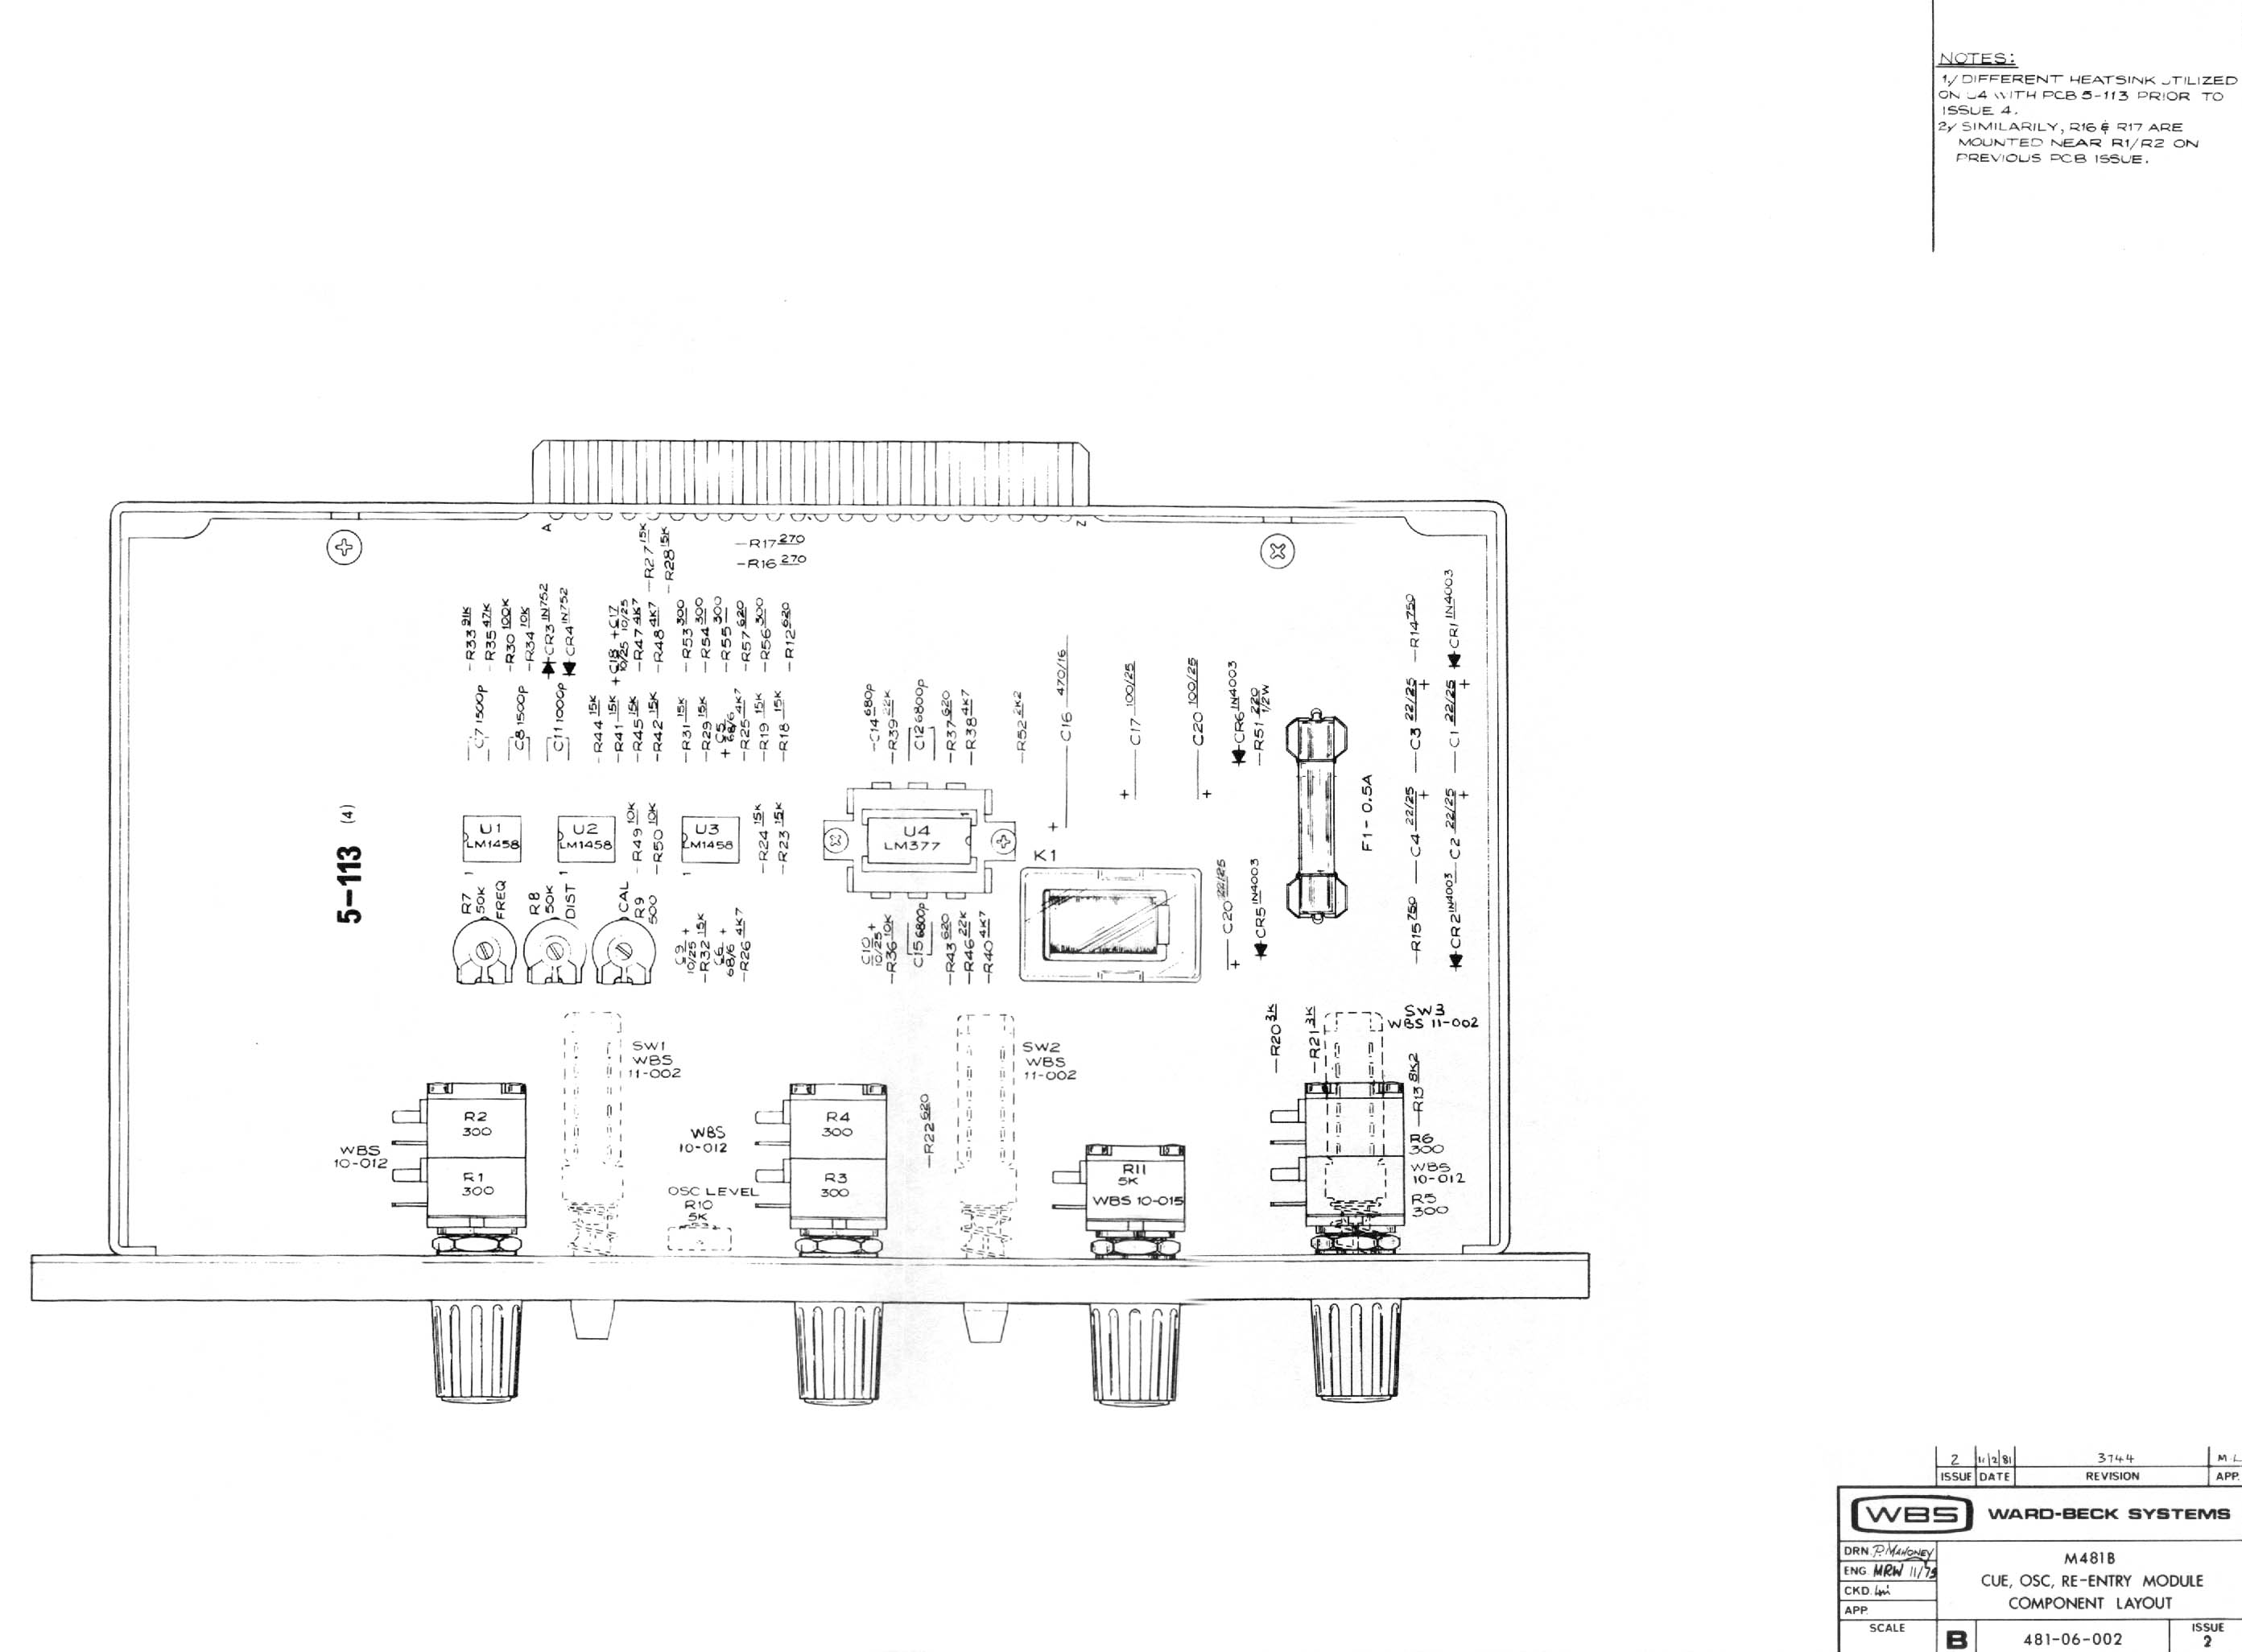 NOTES:
1/ DIFFERENT HEATSINK UTILIZED
ON U4 WITH PCB 5-113 PRIOR TO
ISSUE 4.
2/ SIMILARILY, R16 & R17 ARE
MOUNTED NEAR R1/R2 ON
PREVIOUS PCB ISSUE.
A
Z
-R17 270
-R16 270
-R27 15K
-R28 15K
-R33 91K
-R35 47K
-R30 100K
-R34 10K
CR3 1N752
CR4 1N752
+C18 10/25
+C17 10/25
-R47 4K7
-R48 4K7
-R53 300
-R54 300
-R55 300
-R57 620
-R56 300
-R12 620
C7 1500p
C8 1500p
C11 1000p
-R44 15K
-R41 15K
-R45 15K
-R42 15K
-R31 15K
-R29 15K
+C5 68/6
-R25 4K7
-R19 15K
-R18 15K
-C14 680p
-R39 22K
C12 6800p
-R37 620
-R38 4K7
-R52 2K2
+ C16 470/16
+ C17 100/25
+ C20 100/25
CR6 1N4003
-R51 220 1/2W
-R14 750
CR1 1N4003
C3 22/25 +
C1 22/25 +
5-113 (4)
U1
LM1458
1
U2
LM1458
1
-R49 10K
-R50 10K
U3
LM1458
1
-R24 15K
-R23 15K
U4
LM377
1
K1
F1- 0.5A
C4 22/25 +
C2 22/25 +
R7
50K
FREQ
R8
50K
DIST
CAL
R9
500
C9 10/25 +
-R32 15K
C6 68/6 +
-R26 4K7
C10 10/25 +
-R36 10K
C15 6800p
-R43 620
-R46 22K
-R40 4K7
+ C20 22/25
CR5 1N4003
-R15 750
CR2 1N4003
SW1
WBS
11-002
SW2
WBS
11-002
-R20 3K
-R21 3K
SW3
WBS 11-002
-R13 8K2
R2
300
WBS
10-012
R1
300
WBS
10-012
R4
300
R3
300
-R22 620
OSC LEVEL
R10
5K
R11
5K
WBS 10-015
R6
300
WBS
10-012
R5
300
2 11/2/81 3744 M.L
ISSUE DATE REVISION APP.
WBS WARD-BECK SYSTEMS
DRN. P. MAHONEY
ENG. MRW 11/79
CKD.
APP.
M481B
CUE, OSC, RE-ENTRY MODULE
COMPONENT LAYOUT
SCALE
B
481-06-002
ISSUE
2